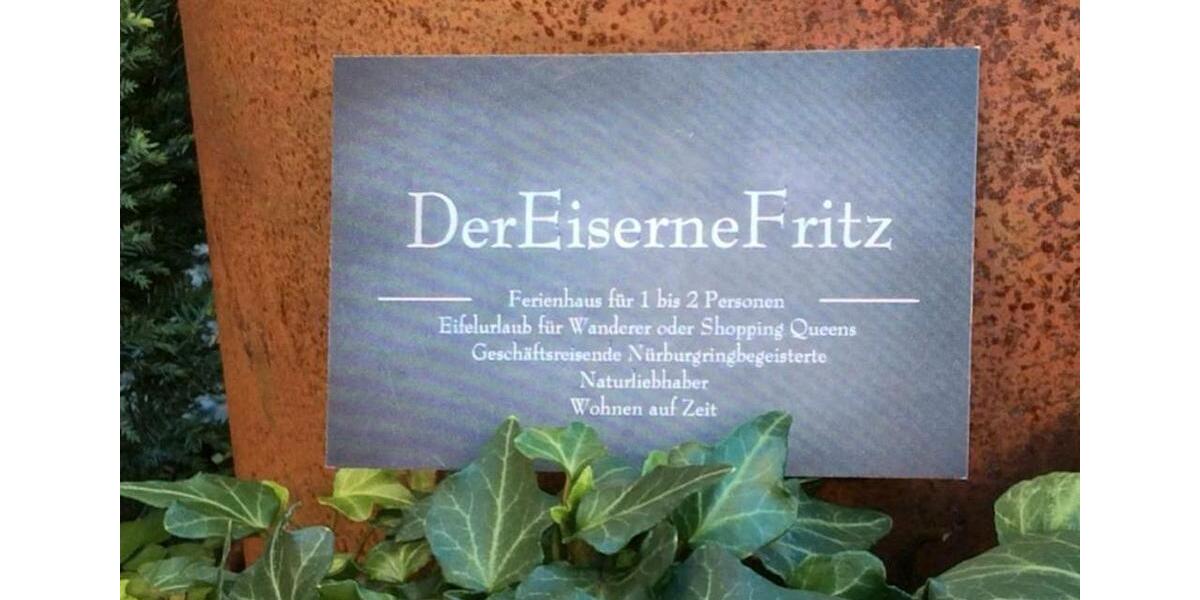 DerEiserneFritz
Ferienhaus für 1 bis 2 Personen
Eifelurlaub für Wanderer oder Shopping Queens
Geschäftsreisende Nürburgringbegeisterte
Naturliebhaber
Wohnen auf Zeit